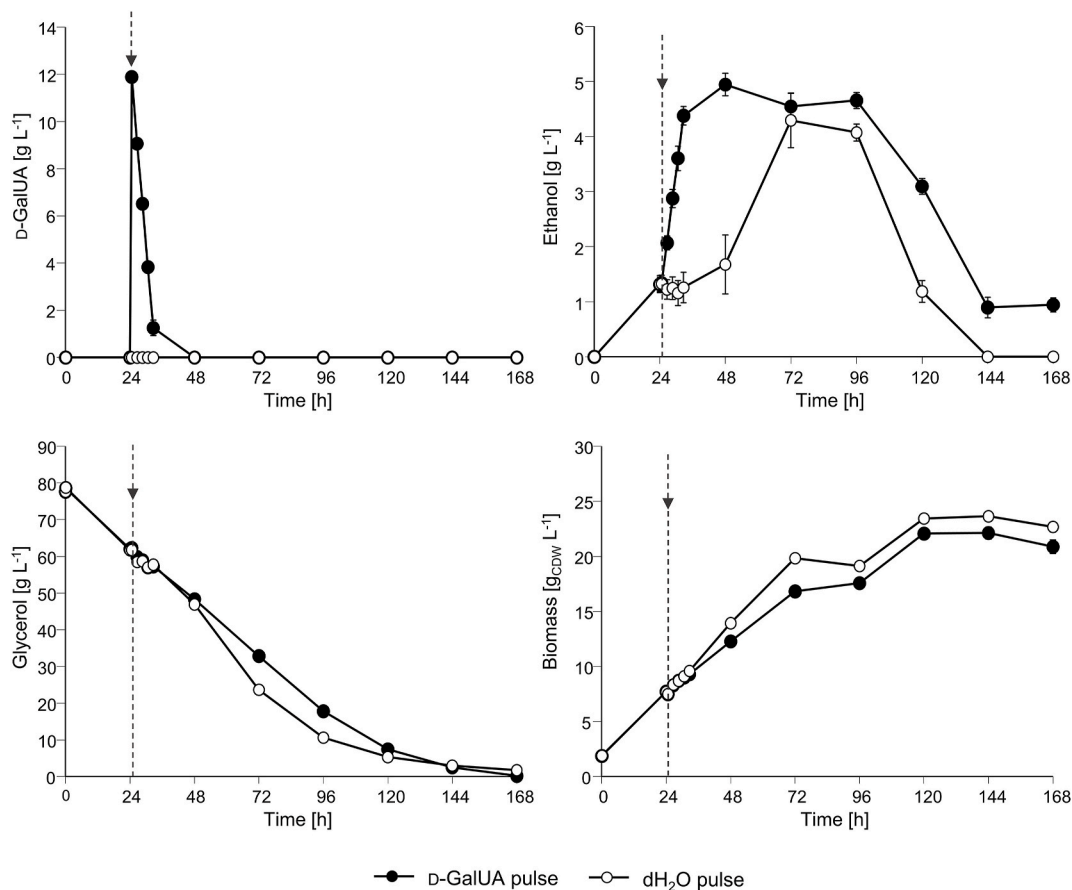 D-GalUA [g L-1]
14
12
10
8
6
4
2
0
0 24 48 72 96 120 144 168
Time [h]
Ethanol [g L-1]
6
5
4
3
2
1
0
0 24 48 72 96 120 144 168
Time [h]
Glycerol [g L-1]
90
80
70
60
50
40
30
20
10
0
0 24 48 72 96 120 144 168
Time [h]
Biomass [gCDW L-1]
30
25
20
15
10
5
0
0 24 48 72 96 120 144 168
Time [h]
D-GalUA pulse dH2O pulse